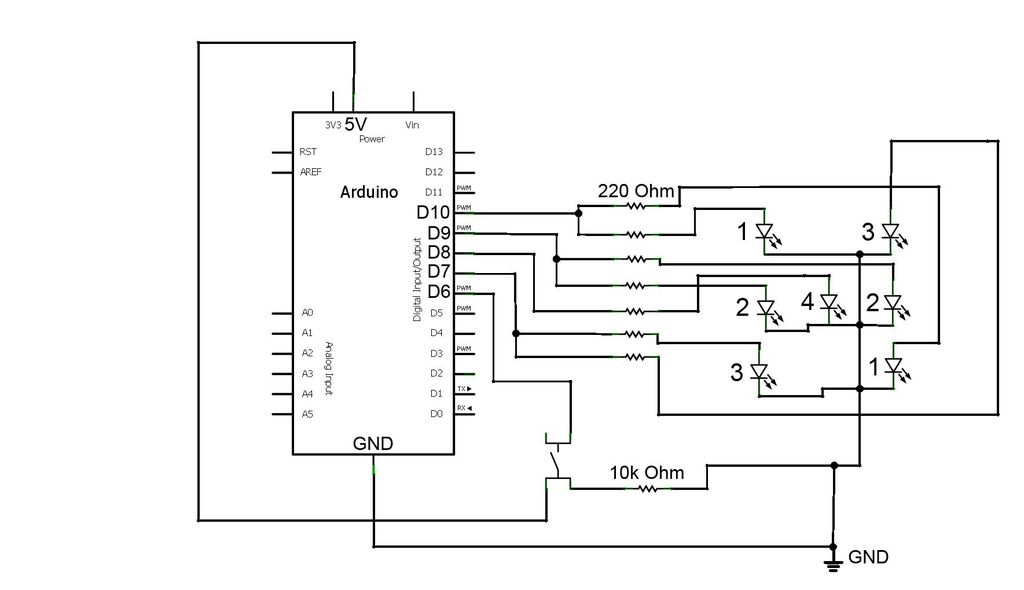 3V3 5V Vin
Power
RST
AREF
Arduino
D13
D12
D11 PWM
D10 PWM
D9 PWM
D8
D7
D6 PWM
D5 PWM
D4
D3 PWM
D2
D1 TX
D0 RX
Digital Input/Output
A0
A1
A2
A3
A4
A5
Analog Input
GND
220 Ohm
1
3
2
4
2
3
1
10k Ohm
GND